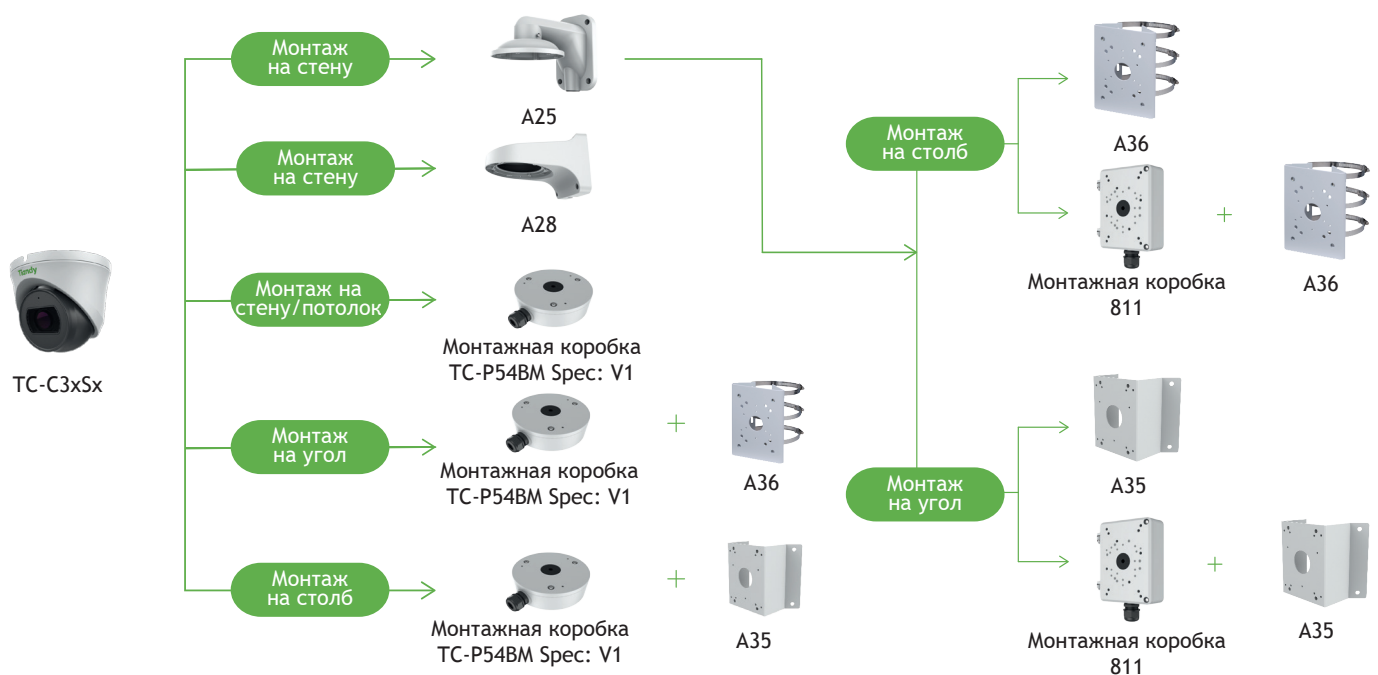 Tiandy
TC-C3xSx
Монтаж
на стену
A25
Монтаж
на стену
A28
Монтаж на
стену/потолок
Монтажная коробка
TC-P54BM Spec: V1
Монтаж
на угол
Монтажная коробка
TC-P54BM Spec: V1
+
A36
Монтаж
на столб
Монтажная коробка
TC-P54BM Spec: V1
+
A35
Монтаж
на столб
A36
Монтажная коробка
811
+
A36
Монтаж
на угол
A35
Монтажная коробка
811
+
A35